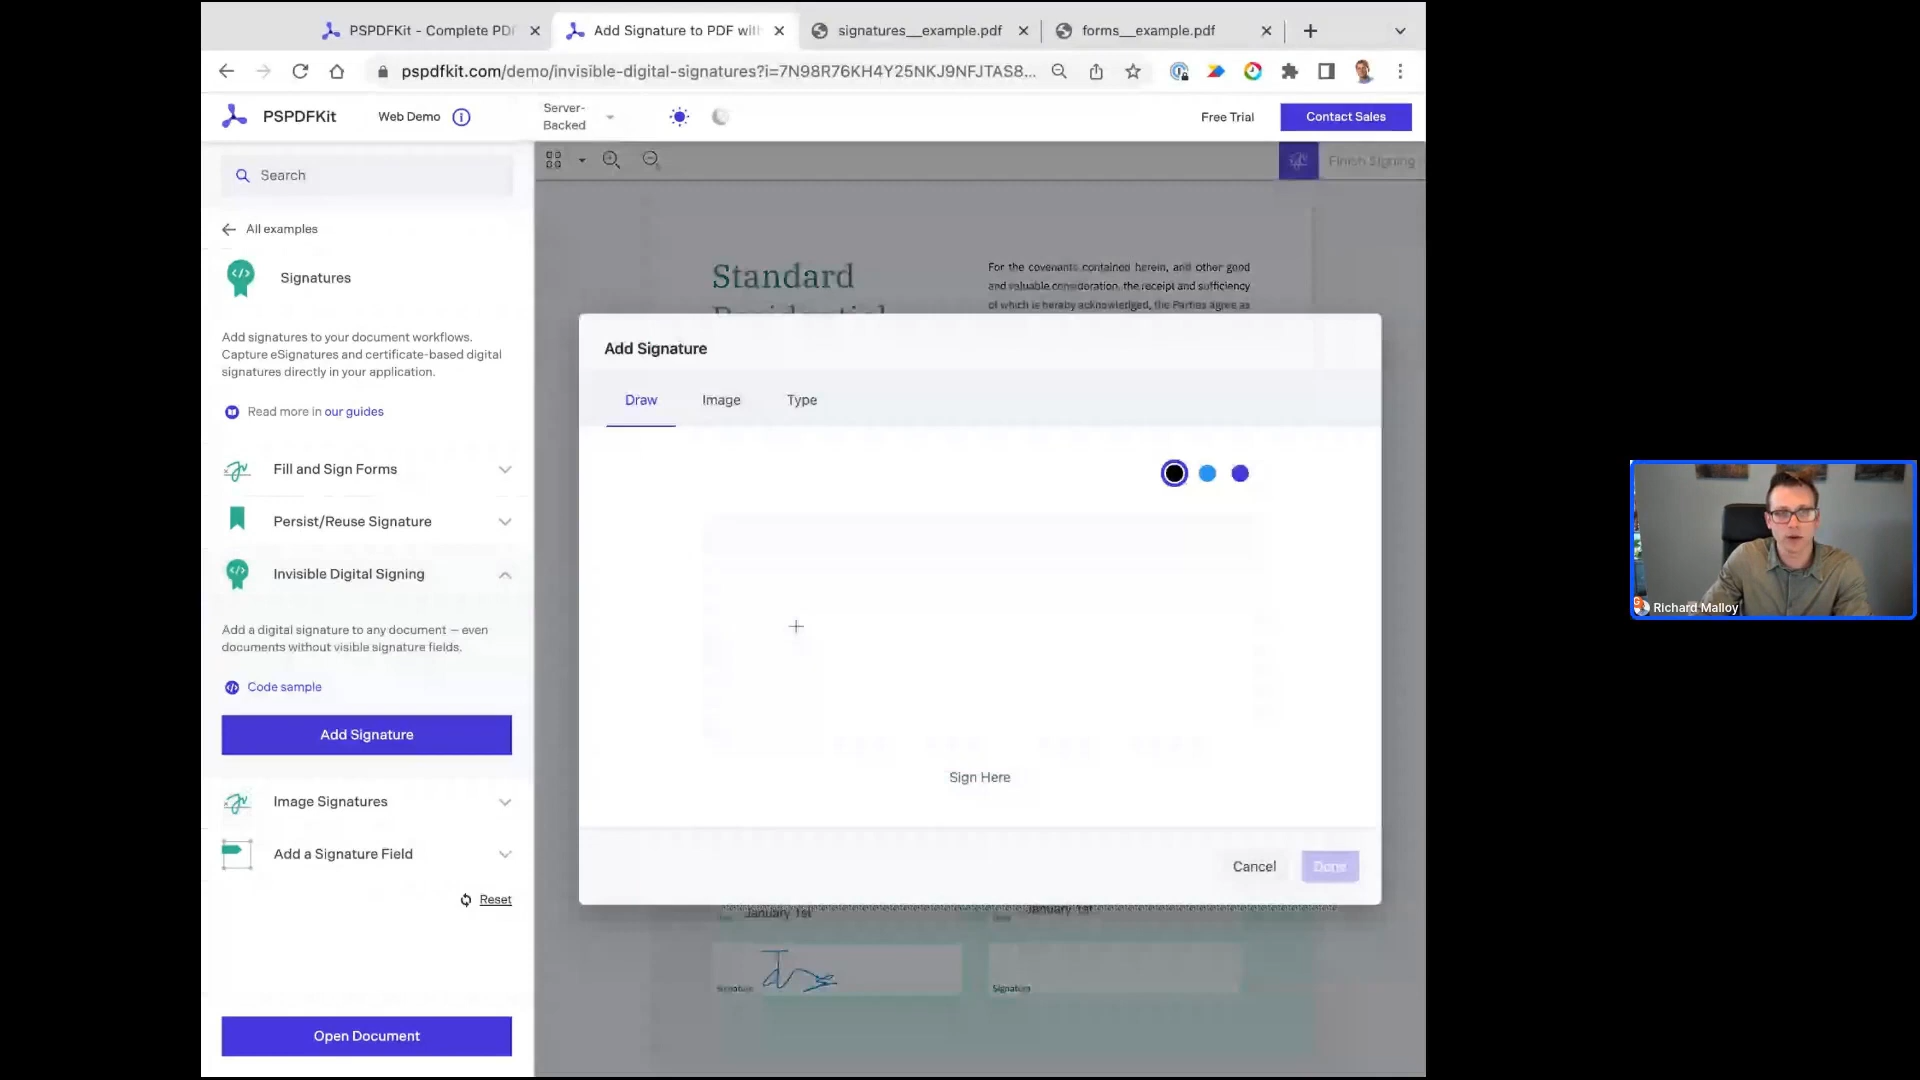 PSPDFKit - Complete PDF
Add Signature to PDF with
signatures__example.pdf
forms__example.pdf
pspdfkit.com/demo/invisible-digital-signatures?i=7N98R76KH4Y25NKJ9NFJTAS8...
PSPDFKit
Web Demo
Server-
Backed
Free Trial
Contact Sales
Search
Finish Signing
All examples
Signatures
Add signatures to your document workflows.
Capture eSignatures and certificate-based digital
signatures directly in your application.
Read more in our guides
Fill and Sign Forms
Persist/Reuse Signature
Invisible Digital Signing
Add a digital signature to any document — even
documents without visible signature fields.
Code sample
Add Signature
Image Signatures
Add a Signature Field
Reset
Open Document
Standard
Residential
For the covenants contained herein, and other good
and valuable consideration, the receipt and sufficiency
of which is hereby acknowledged, the Parties agree as
Add Signature
Draw
Image
Type
Sign Here
Cancel
Done
January 1st
January 1st
Signature
Signature
Richard Malloy